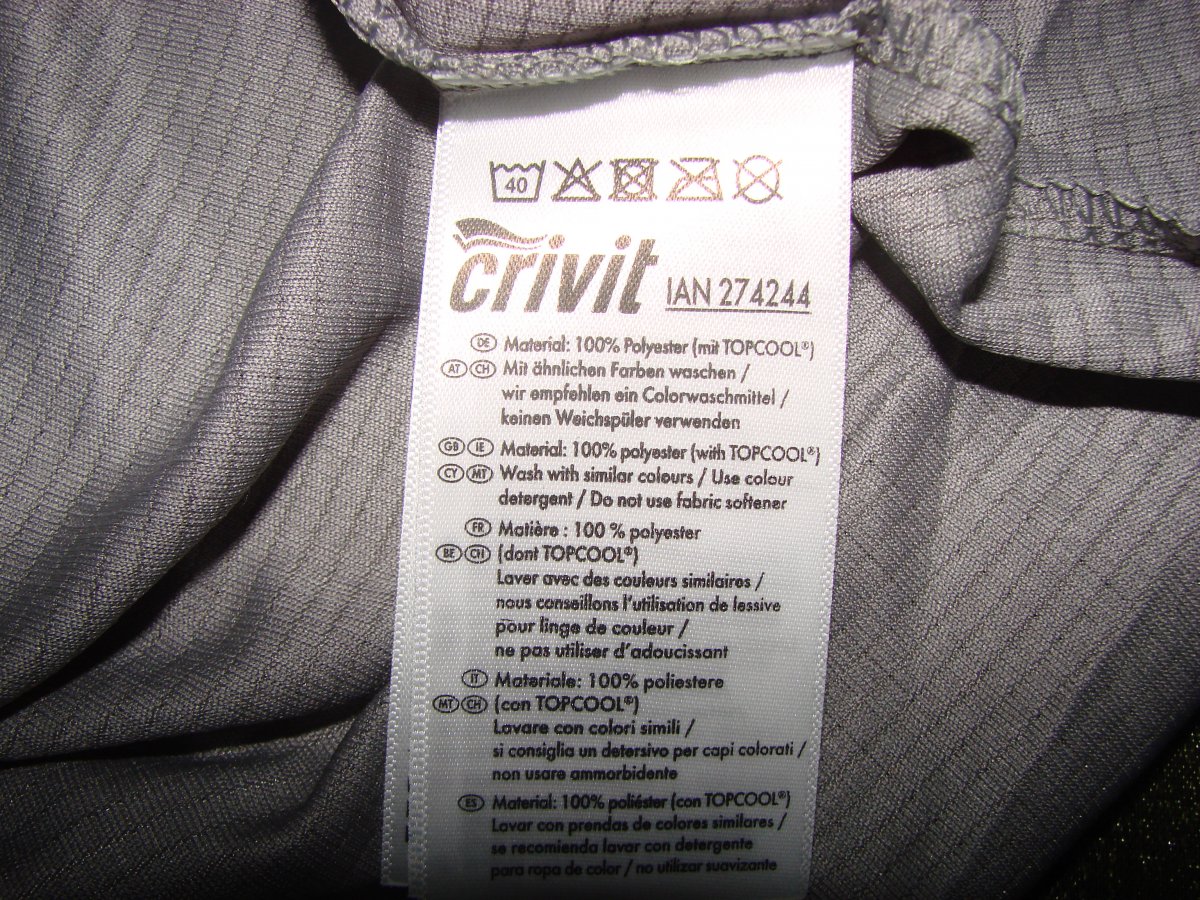 40
crivit IAN 274244
DE Material: 100% Polyester (mit TOPCOOL®)
AT CH Mit ähnlichen Farben waschen /
wir empfehlen ein Colorwaschmittel /
keinen Weichspüler verwenden
GB IE Material: 100% polyester (with TOPCOOL®)
CY MT Wash with similar colours / Use colour
detergent / Do not use fabric softener
FR Matière : 100 % polyester
BE CH (dont TOPCOOL®)
Laver avec des couleurs similaires /
nous conseillons l'utilisation de lessive
pour linge de couleur /
ne pas utiliser d'adoucissant
IT Materiale: 100% poliestere
MT CH (con TOPCOOL®)
Lavare con colori simili /
si consiglia un detersivo per capi colorati /
non usare ammorbidente
ES Material: 100% poliéster (con TOPCOOL®)
Lavar con prendas de colores similares /
se recomienda lavar con detergente
para ropa de color / no utilizar suavizante